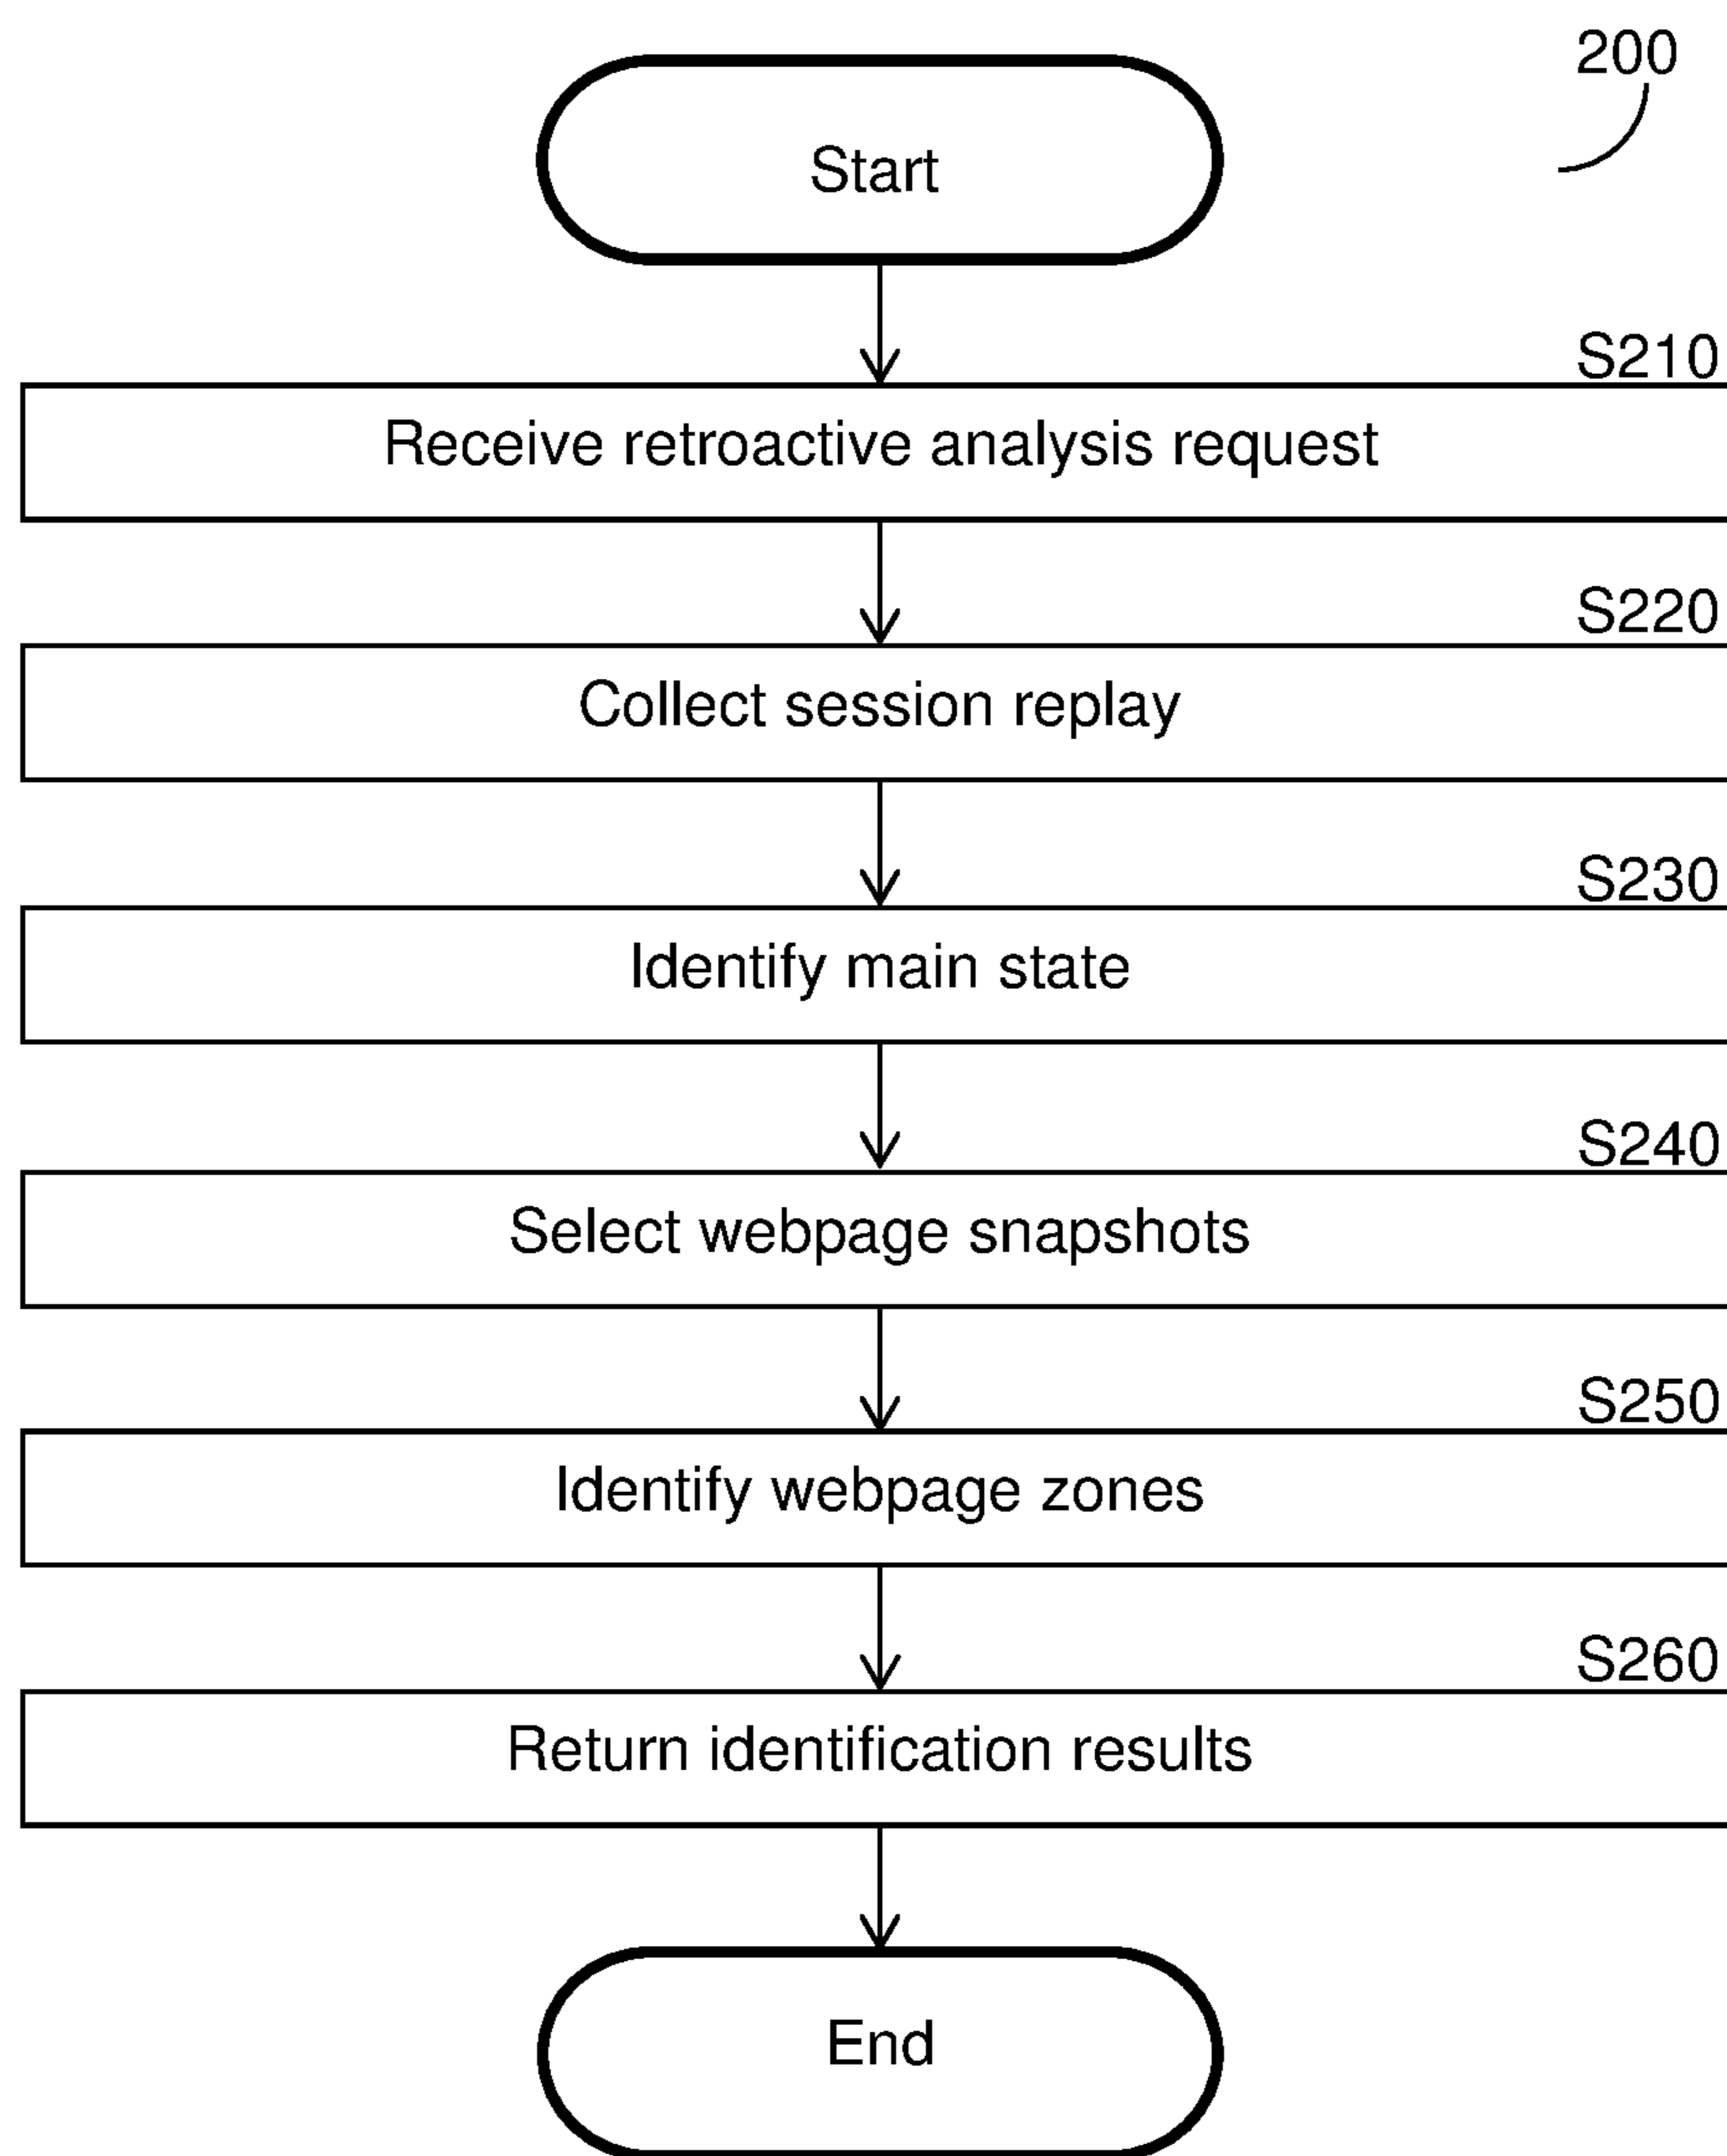 200
Start
S210
Receive retroactive analysis request
S220
Collect session replay
S230
Identify main state
S240
Select webpage snapshots
S250
Identify webpage zones
S260
Return identification results
End